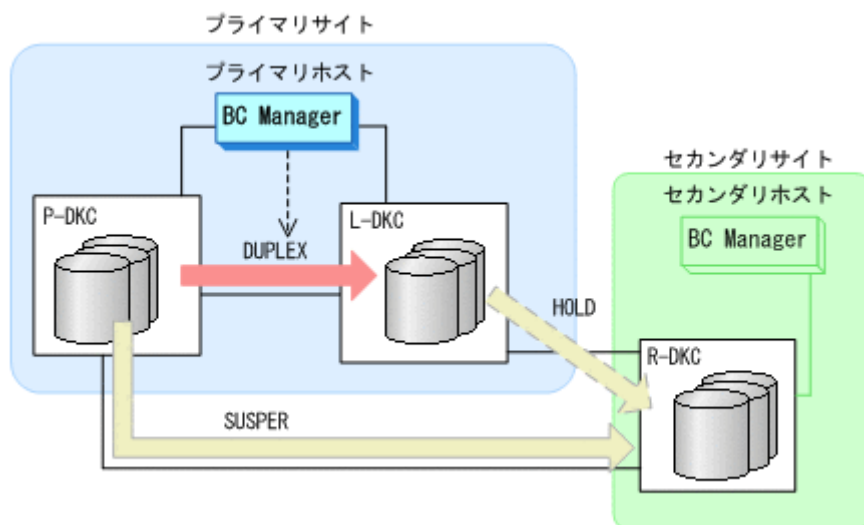 プライマリサイト
プライマリホスト
BC Manager
P-DKC
L-DKC
DUPLEX
セカンダリサイト
セカンダリホスト
BC Manager
HOLD
R-DKC
SUSPER